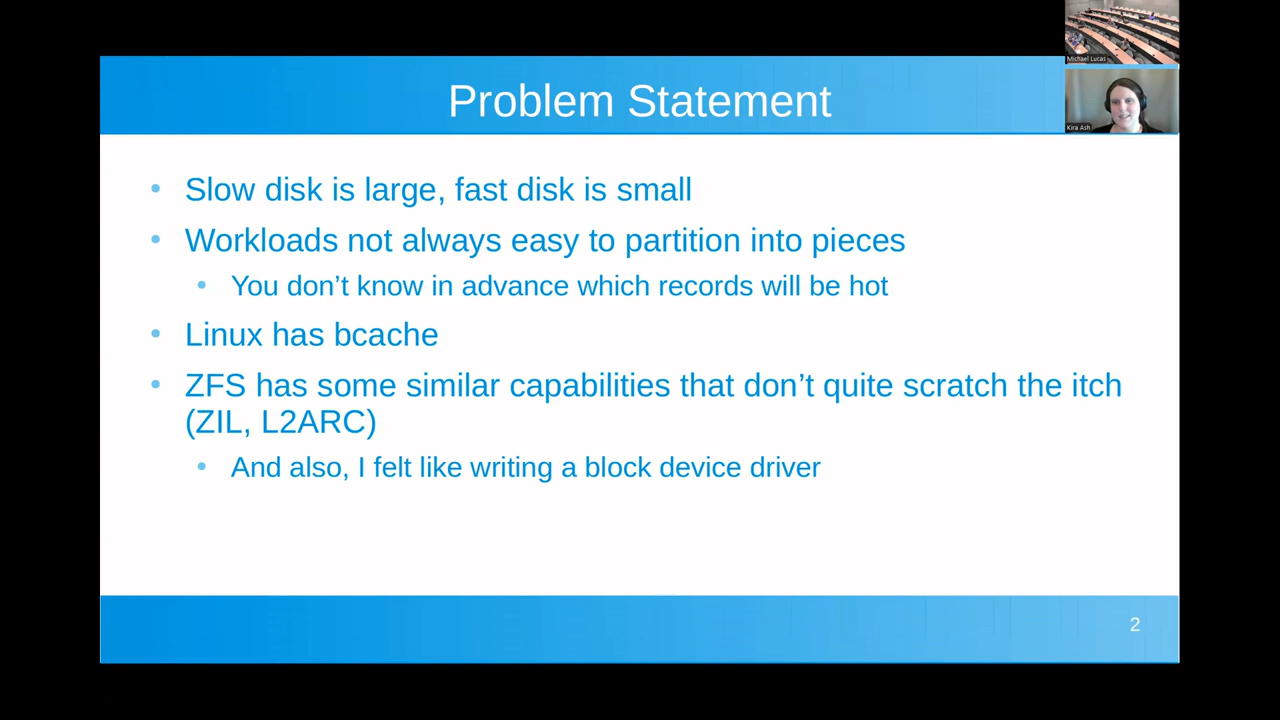 Michael Lucas
Problem Statement
Kira Ash
• Slow disk is large, fast disk is small
• Workloads not always easy to partition into pieces
• You don’t know in advance which records will be hot
• Linux has bcache
• ZFS has some similar capabilities that don’t quite scratch the itch
(ZIL, L2ARC)
• And also, I felt like writing a block device driver
2